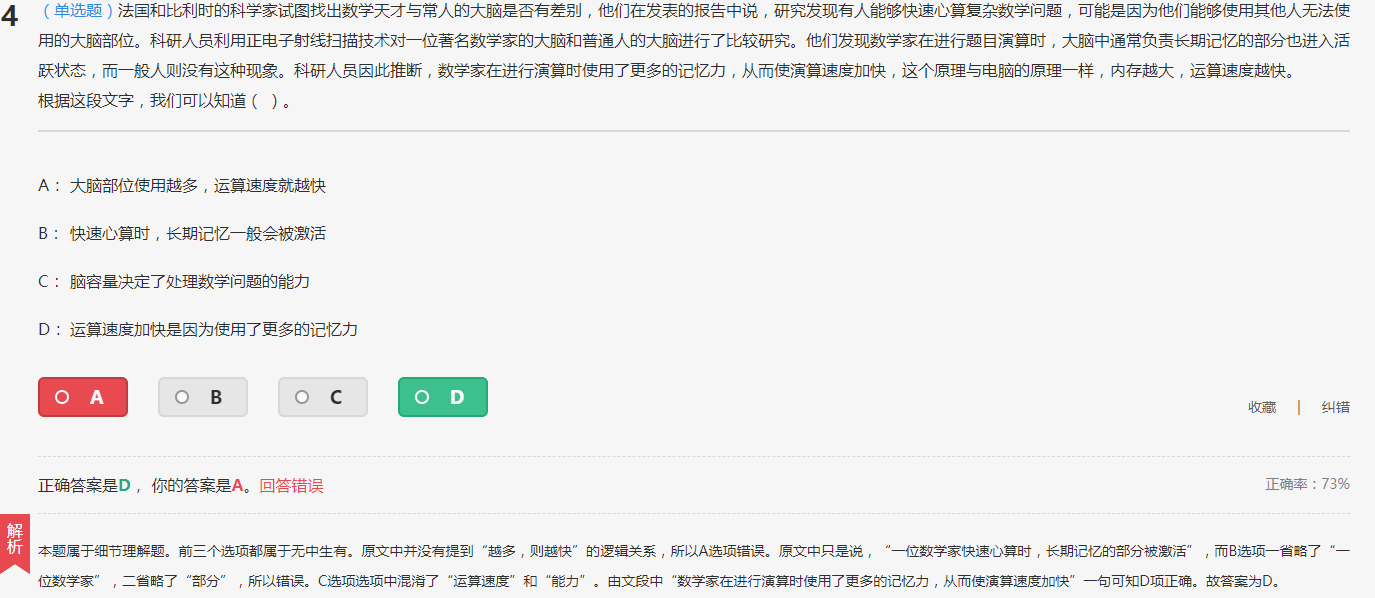 4 （单选题）法国和比利时的科学家试图找出数学天才与常人的大脑是否有差别，他们在发表的报告中说，研究发现有人能够快速心算复杂数学问题，可能是因为他们能够使用其他人无法使
用的大脑部位。科研人员利用正电子射线扫描技术对一位著名数学家的大脑和普通人的大脑进行了比较研究。他们发现数学家在进行题目演算时，大脑中通常负责长期记忆的部分也进入活
跃状态，而一般人则没有这种现象。科研人员因此推断，数学家在进行演算时使用了更多的记忆力，从而使演算速度加快，这个原理与电脑的原理一样，内存越大，运算速度越快。
根据这段文字，我们可以知道（ ）。
A： 大脑部位使用越多，运算速度就越快
B： 快速心算时，长期记忆一般会被激活
C： 脑容量决定了处理数学问题的能力
D： 运算速度加快是因为使用了更多的记忆力
A B C D
收藏 | 纠错
正确答案是D， 你的答案是A。回答错误 正确率：73%
解析
本题属于细节理解题。前三个选项都属于无中生有。原文中并没有提到“越多，则越快”的逻辑关系，所以A选项错误。原文中只是说，“一位数学家快速心算时，长期记忆的部分被激活”，而B选项一省略了“一
位数学家”，二省略了“部分”，所以错误。C选项选项中混淆了“运算速度”和“能力”。由文段中“数学家在进行演算时使用了更多的记忆力，从而使演算速度加快”一句可知D项正确。故答案为D。